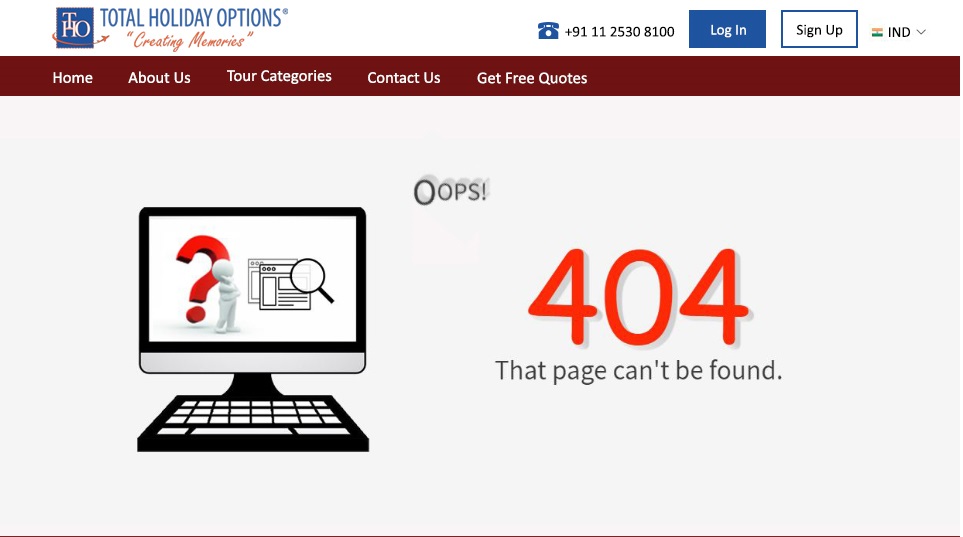 THO TOTAL HOLIDAY OPTIONS®
"Creating Memories"
+91 11 2530 8100
Log In
Sign Up
IND
Home
About Us
Tour Categories
Contact Us
Get Free Quotes
OOPS!
404
That page can't be found.